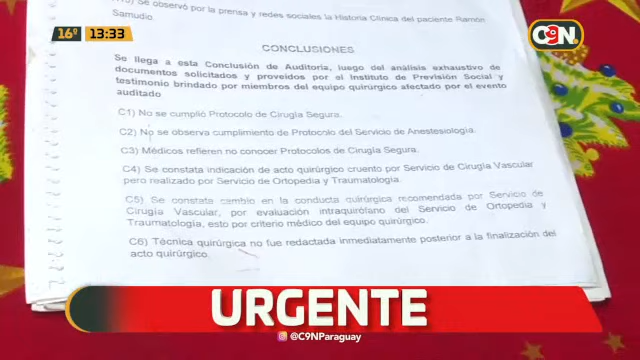 se observó por la prensa y redes sociales la Historia Clínica del paciente Ramón
Samudio.
16º 13:33
C9N
CONCLUSIONES
Se llega a esta Conclusión de Auditoria, luego del análisis exhaustivo de
documentos solicitados y proveidos por el Instituto de Previsión Social y
testimonio brindado por miembros del equipo quirúrgico afectado por el evento
auditado
C1) No se cumplió Protocolo de Cirugía Segura.
C2) No se observa cumplimiento de Protocolo del Servicio de Anestesiología.
C3) Médicos refieren no conocer Protocolos de Cirugía Segura.
C4) Se constata indicación de acto quirúrgico cruento por Servicio de Cirugía Vascular
pero realizado por Servicio de Ortopedia y Traumatología.
C5) Se constata cambio en la conducta quirúrgica recomendada por Servicio de
Cirugía Vascular, por evaluación intraquirófano del Servicio de Ortopedia y
Traumatología, esto por criterio médico del equipo quirúrgico.
C6) Técnica quirúrgica no fue redactada inmediatamente posterior a la finalización del
acto quirúrgico.
URGENTE
@C9NParaguay